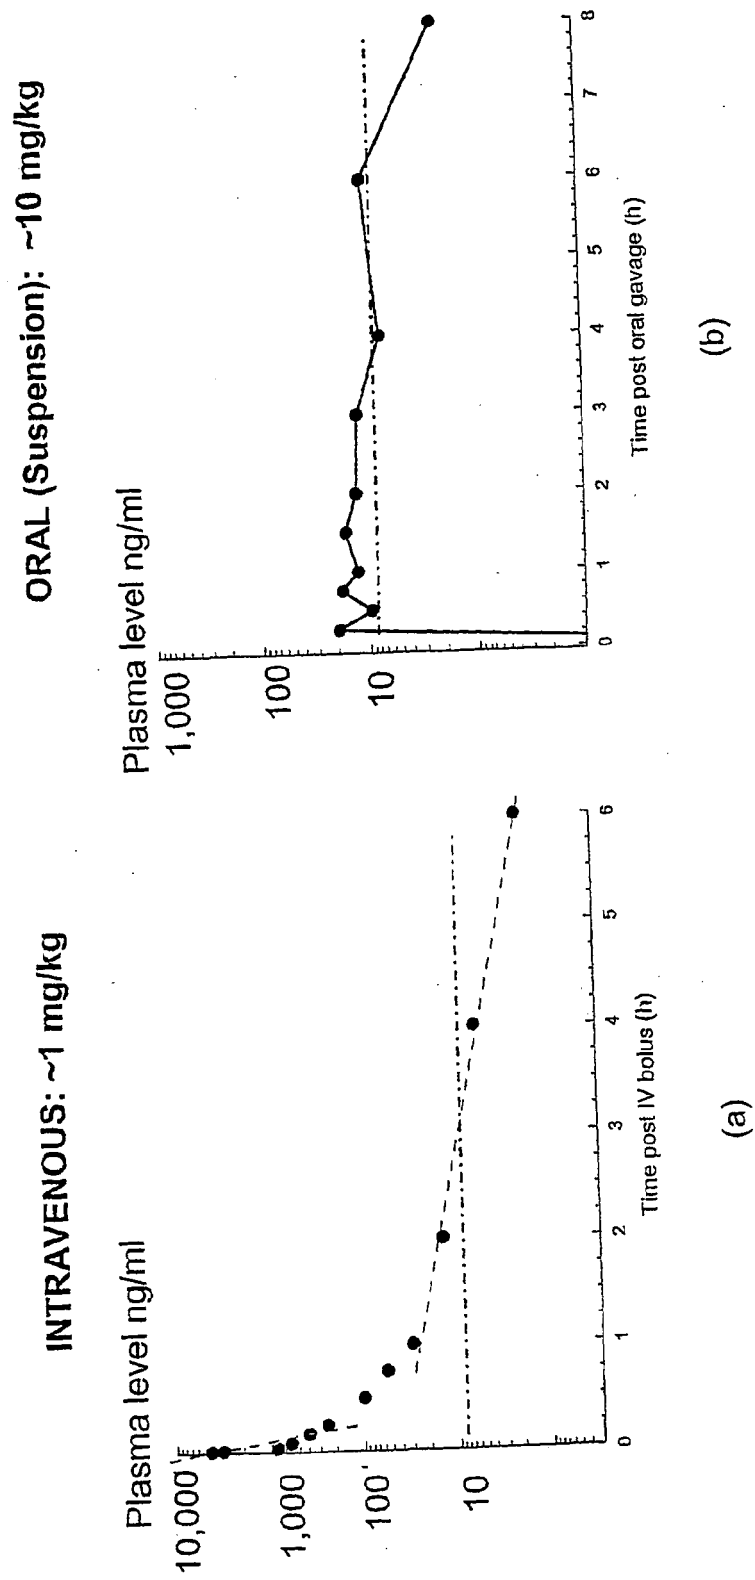 INTRAVENOUS: ~1 mg/kg
Plasma level ng/ml
10,000
1,000
100
10
0 1 2 3 4 5 6
Time post IV bolus (h)
(a)
ORAL (Suspension): ~10 mg/kg
Plasma level ng/ml
1,000
100
10
0 1 2 3 4 5 6 7 8
Time post oral gavage (h)
(b)